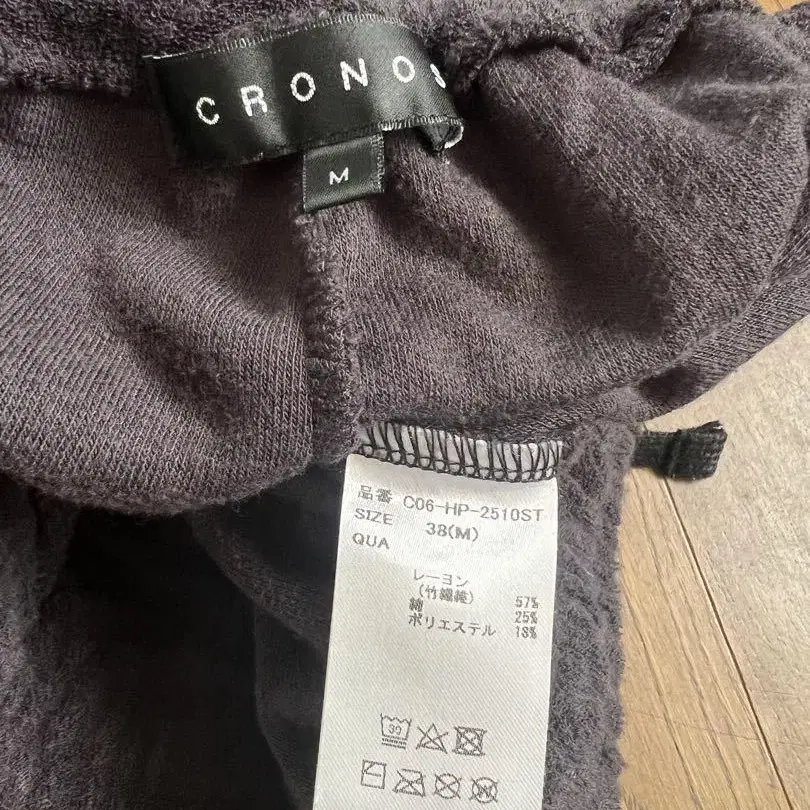 CRONOS
M
品番 C06-HP-2510ST
SIZE 38(M)
QUA
レーヨン
(竹繊維) 57%
綿 25%
ポリエステル 18%
30